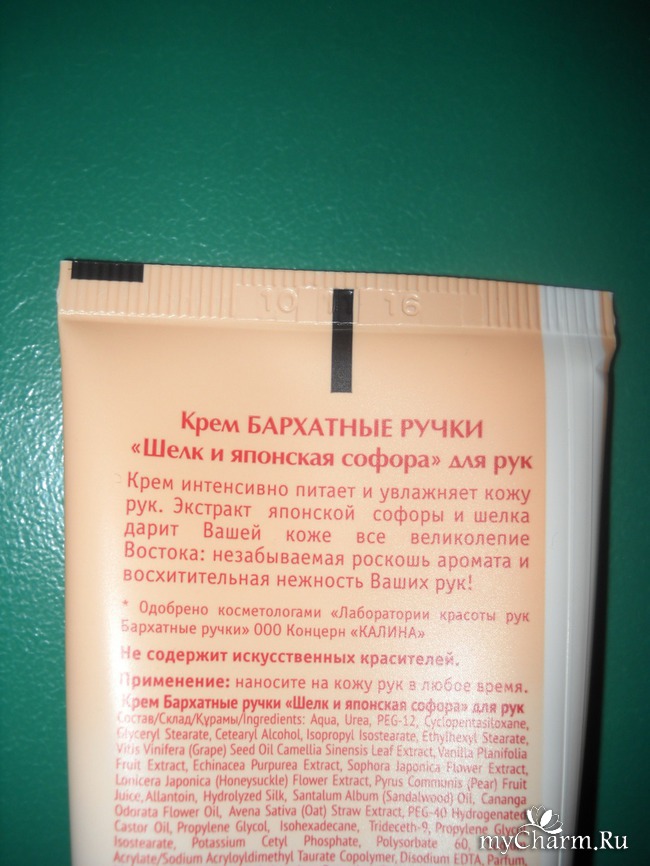 10 16
Крем БАРХАТНЫЕ РУЧКИ
«Шелк и японская софора» для рук
Крем интенсивно питает и увлажняет кожу
рук. Экстракт японской софоры и шелка
дарит Вашей коже все великолепие
Востока: незабываемая роскошь аромата и
восхитительная нежность Ваших рук!
* Одобрено косметологами «Лаборатории красоты рук
Бархатные ручки» ООО Концерн «КАЛИНА»
Не содержит искусственных красителей.
Применение: наносите на кожу рук в любое время.
Крем Бархатные ручки «Шелк и японская софора» для рук
Состав/Склад/Құрамы/Ingredients: Aqua, Urea, PEG-12, Cyclopentasiloxane,
Glyceryl Stearate, Cetearyl Alcohol, Isopropyl Isostearate, Ethylhexyl Stearate,
Vitis Vinifera (Grape) Seed Oil Camellia Sinensis Leaf Extract, Vanilla Planifolia
Fruit Extract, Echinacea Purpurea Extract, Sophora Japonica Flower Extract,
Lonicera Japonica (Honeysuckle) Flower Extract, Pyrus Communis (Pear) Fruit
Juice, Allantoin, Hydrolyzed Silk, Santalum Album (Sandalwood) Oil, Cananga
Odorata Flower Oil, Avena Sativa (Oat) Straw Extract, PEG-40 Hydrogenated
Castor Oil, Propylene Glycol, Isohexadecane, Trideceth-9, Propylene Glycol
Isostearate, Potassium Cetyl Phosphate, Polysorbate 60,
Acrylate/Sodium Acryloyldimethyl Taurate Copolymer, Disodium EDTA, Parfum,
myCharm.Ru